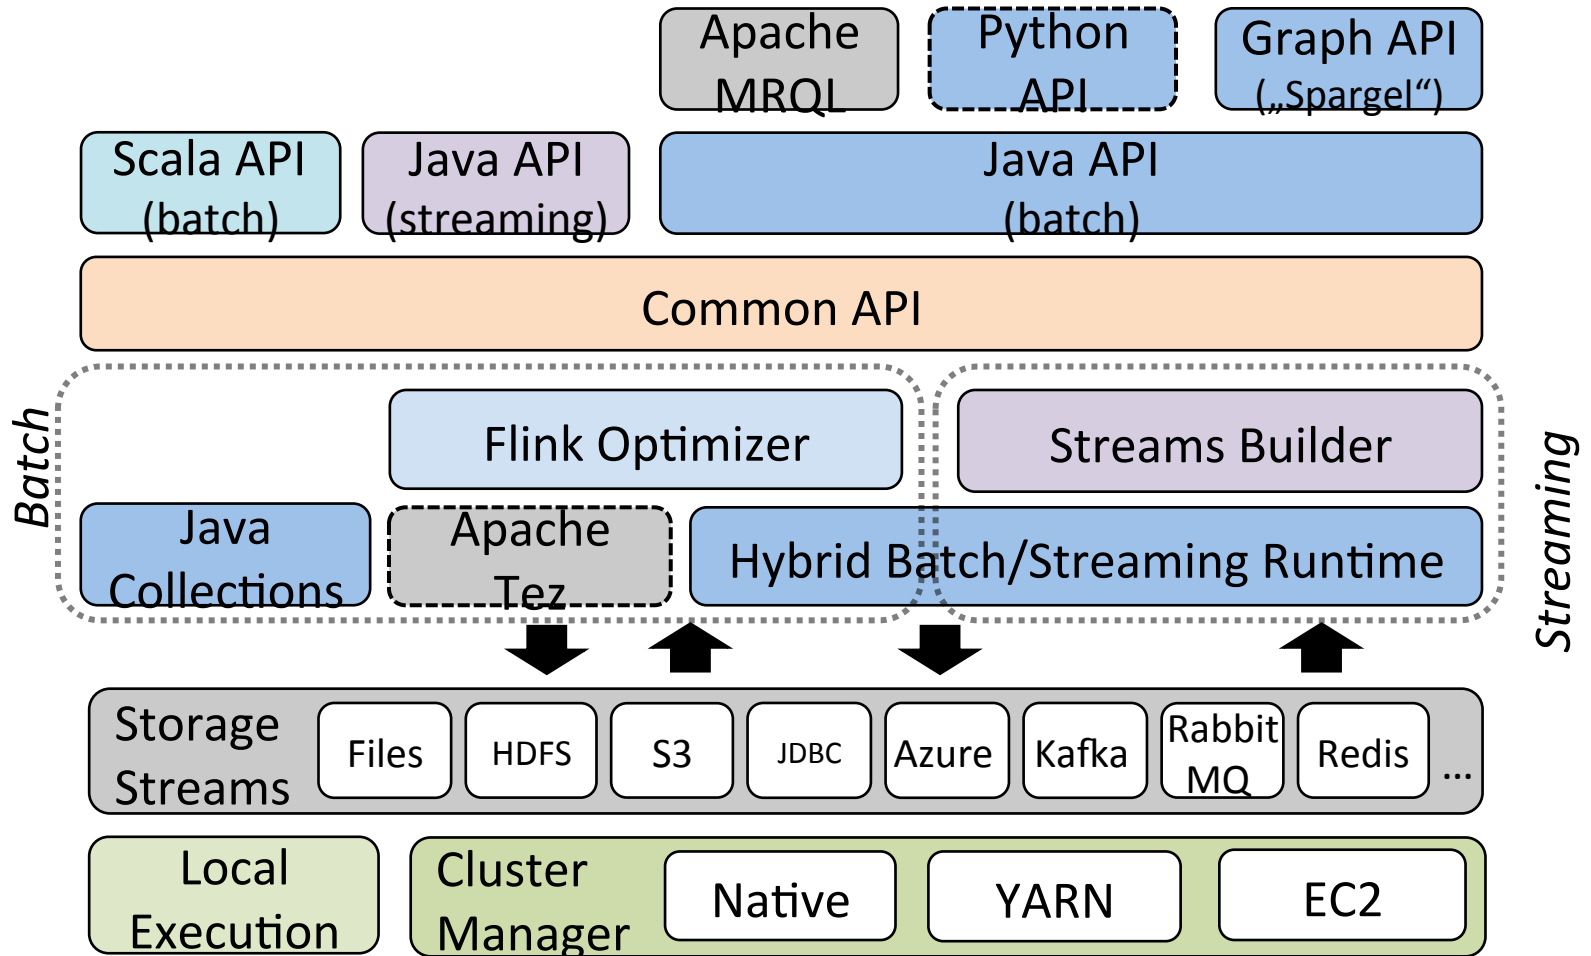 Apache
MRQL
Python
API
Graph API
(„Spargel“)
Scala API
(batch)
Java API
(streaming)
Java API
(batch)
Common API
Batch
Flink Optimizer
Streams Builder
Streaming
Java
Collections
Apache
Tez
Hybrid Batch/Streaming Runtime
Storage
Streams
Files
HDFS
S3
JDBC
Azure
Kafka
Rabbit
MQ
Redis
...
Local
Execution
Cluster
Manager
Native
YARN
EC2